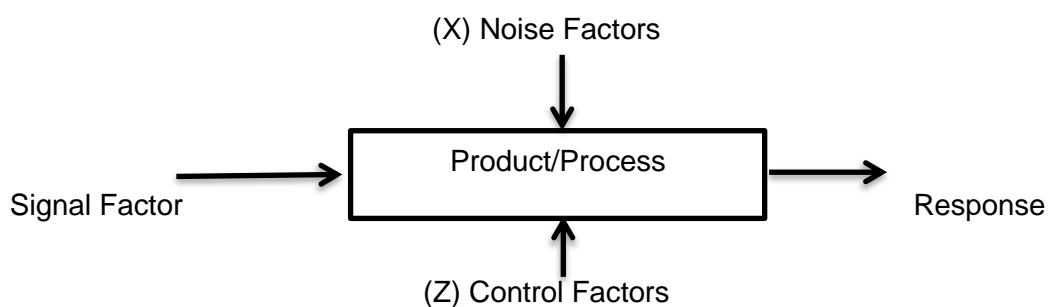 (X) Noise Factors
Product/Process
Signal Factor
Response
(Z) Control Factors